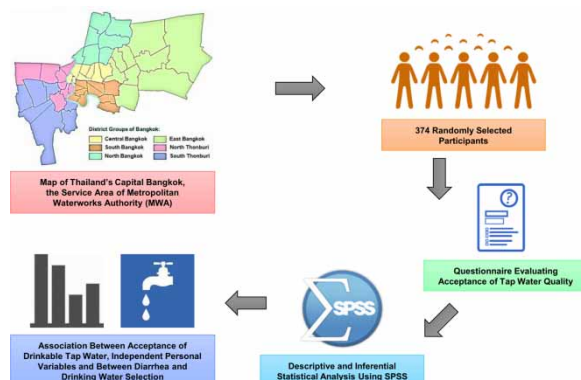 District Groups of Bangkok:
Central Bangkok
East Bangkok
South Bangkok
North Thonburi
North Bangkok
South Thonburi
Map of Thailand's Capital Bangkok,
the Service Area of Metropolitan
Waterworks Authority (MWA)
374 Randomly Selected
Participants
?
Questionnaire Evaluating
Acceptance of Tap Water Quality
Σ SPSS
Descriptive and Inferential
Statistical Analysis Using SPSS
Association Between Acceptance of
Drinkable Tap Water, Independent Personal
Variables and Between Diarrhea and
Drinking Water Selection